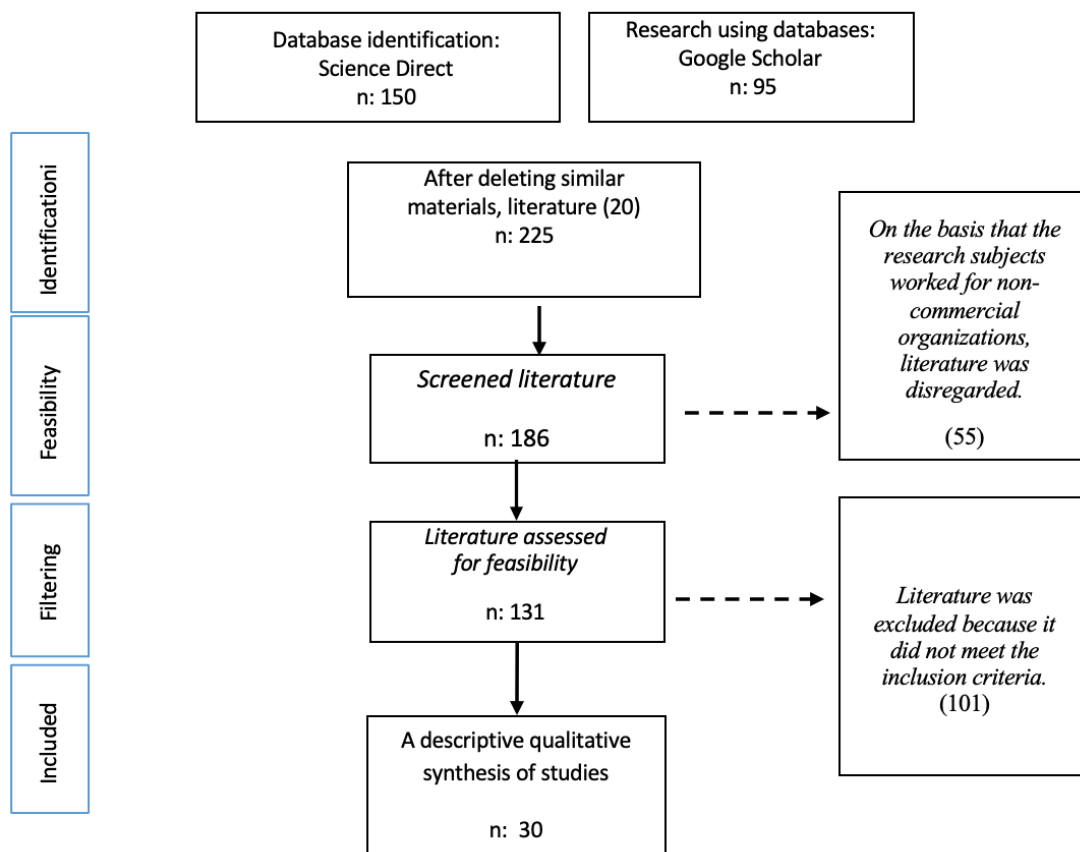 Database identification:
Science Direct
n: 150
Research using databases:
Google Scholar
n: 95
Identificationi
After deleting similar
materials, literature (20)
n: 225
On the basis that the
research subjects
worked for non-
commercial
organizations,
literature was
disregarded.
(55)
Feasibility
Screened literature
n: 186
Filtering
Literature assessed
for feasibility
n: 131
Literature was
excluded because it
did not meet the
inclusion criteria.
(101)
Included
A descriptive qualitative
synthesis of studies
n: 30